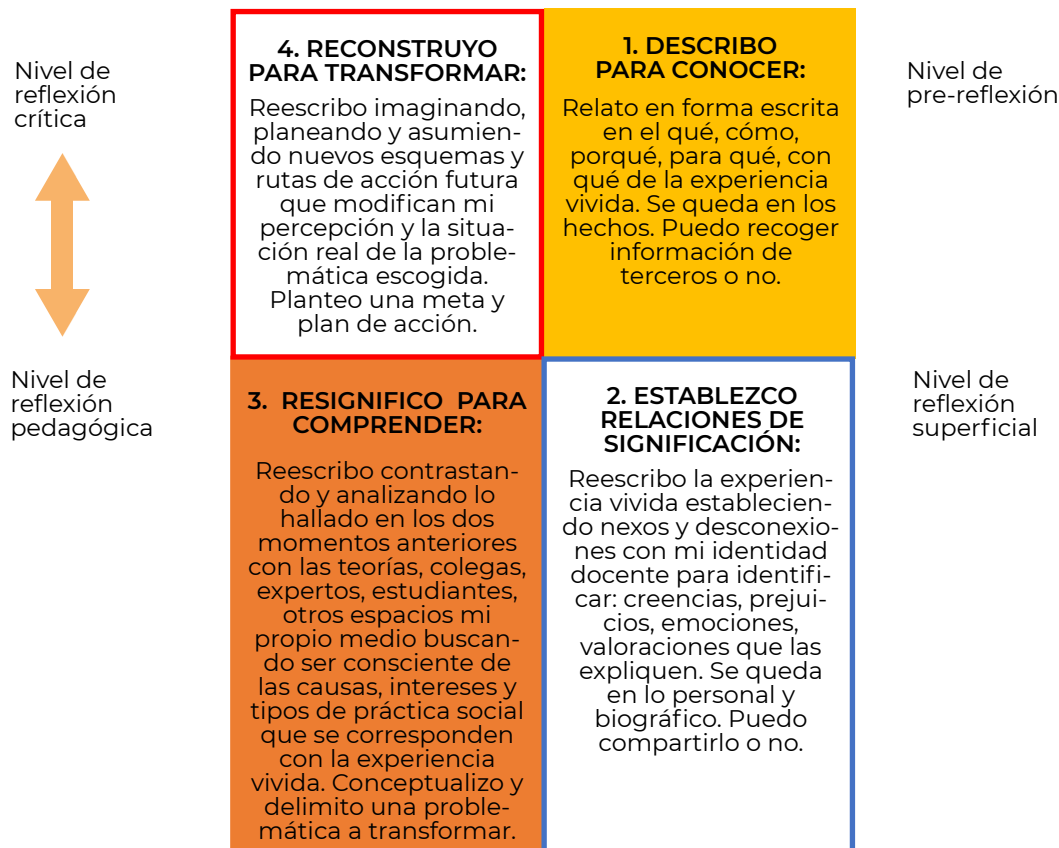 Nivel de
reflexión
crítica
4. RECONSTRUYO
PARA TRANSFORMAR:
Reescribo imaginando,
planeando y asumien-
do nuevos esquemas y
rutas de acción futura
que modifican mi
percepción y la situa-
ción real de la proble-
mática escogida.
Planteo una meta y
plan de acción.
1. DESCRIBO
PARA CONOCER:
Relato en forma escrita
en el qué, cómo,
porqué, para qué, con
qué de la experiencia
vivida. Se queda en los
hechos. Puedo recoger
información de
terceros o no.
Nivel de
pre-reflexión
Nivel de
reflexión
pedagógica
3. RESIGNIFICO PARA
COMPRENDER:
Reescribo contrastan-
do y analizando lo
hallado en los dos
momentos anteriores
con las teorías, colegas,
expertos, estudiantes,
otros espacios mi
propio medio buscan-
do ser consciente de
las causas, intereses y
tipos de práctica social
que se corresponden
con la experiencia
vivida. Conceptualizo y
delimito una proble-
mática a transformar.
2. ESTABLEZCO
RELACIONES DE
SIGNIFICACIÓN:
Reescribo la experien-
cia vivida establecien-
do nexos y desconexio-
nes con mi identidad
docente para identifi-
car: creencias, prejui-
cios, emociones,
valoraciones que las
expliquen. Se queda
en lo personal y
biográfico. Puedo
compartirlo o no.
Nivel de
reflexión
superficial